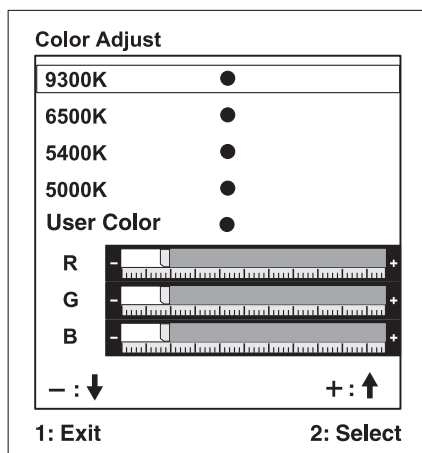 Color Adjust
9300K ●
6500K ●
5400K ●
5000K ●
User Color ●
R - +
G - +
B - +
– : ↓ + : ↑
1: Exit 2: Select